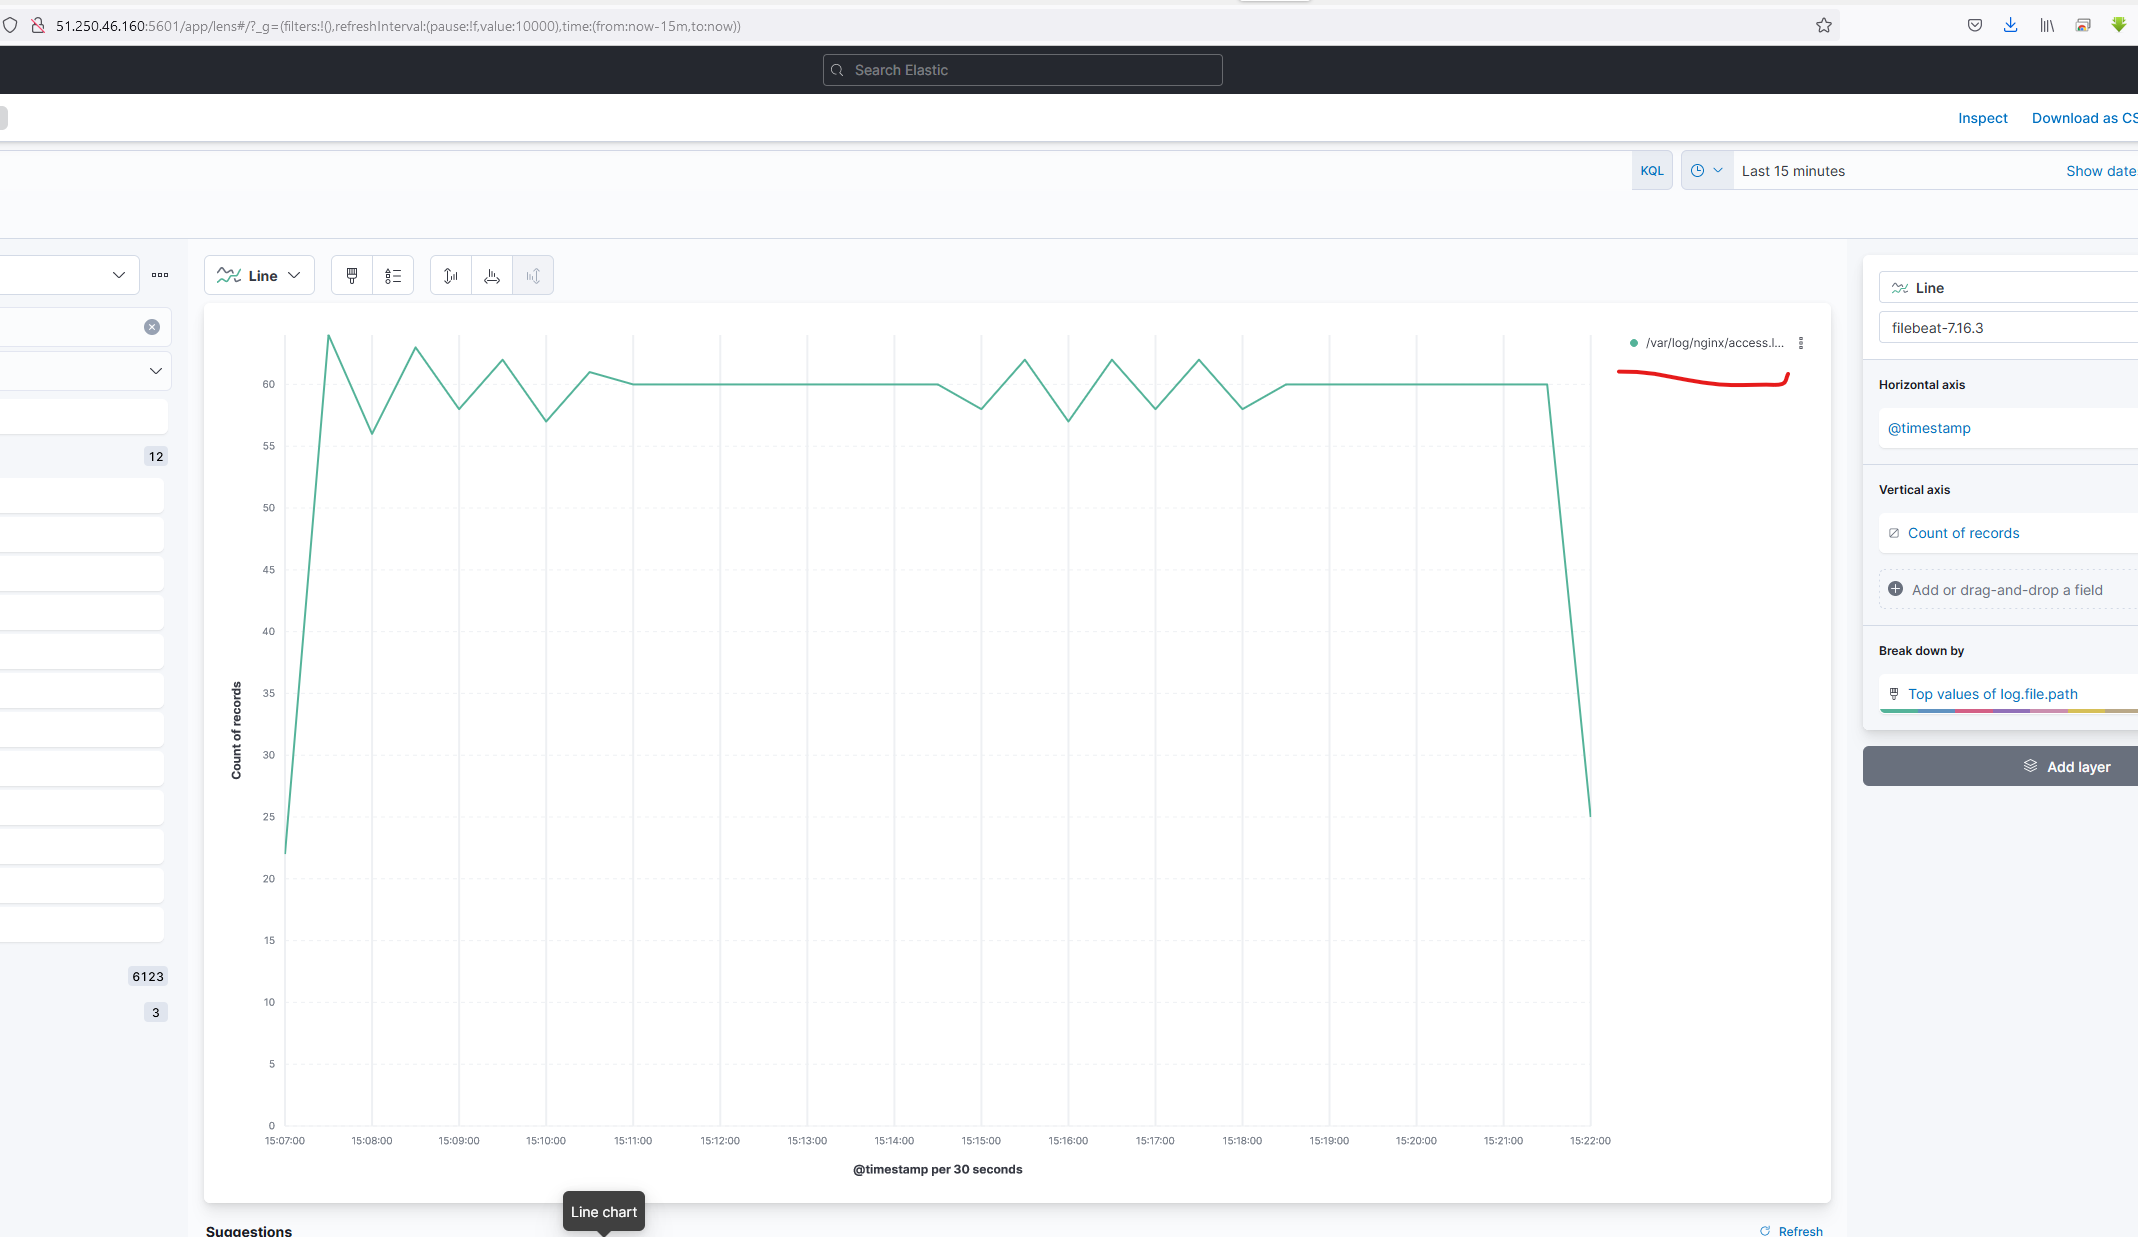 51.250.46.160:5601/app/lens#/?_g=(filters:!(),refreshInterval:(pause:!f,value:10000),time:(from:now-15m,to:now))
Search Elastic
Inspect
Download as CS
KQL
Last 15 minutes
Show date
Line
12
6123
3
/var/log/nginx/access.l...
60
55
50
45
40
35
30
25
20
15
10
5
0
Count of records
15:07:00
15:08:00
15:09:00
15:10:00
15:11:00
15:12:00
15:13:00
15:14:00
15:15:00
15:16:00
15:17:00
15:18:00
15:19:00
15:20:00
15:21:00
15:22:00
@timestamp per 30 seconds
Line chart
Suggestions
Refresh
Line
filebeat-7.16.3
Horizontal axis
@timestamp
Vertical axis
Count of records
Add or drag-and-drop a field
Break down by
Top values of log.file.path
Add layer